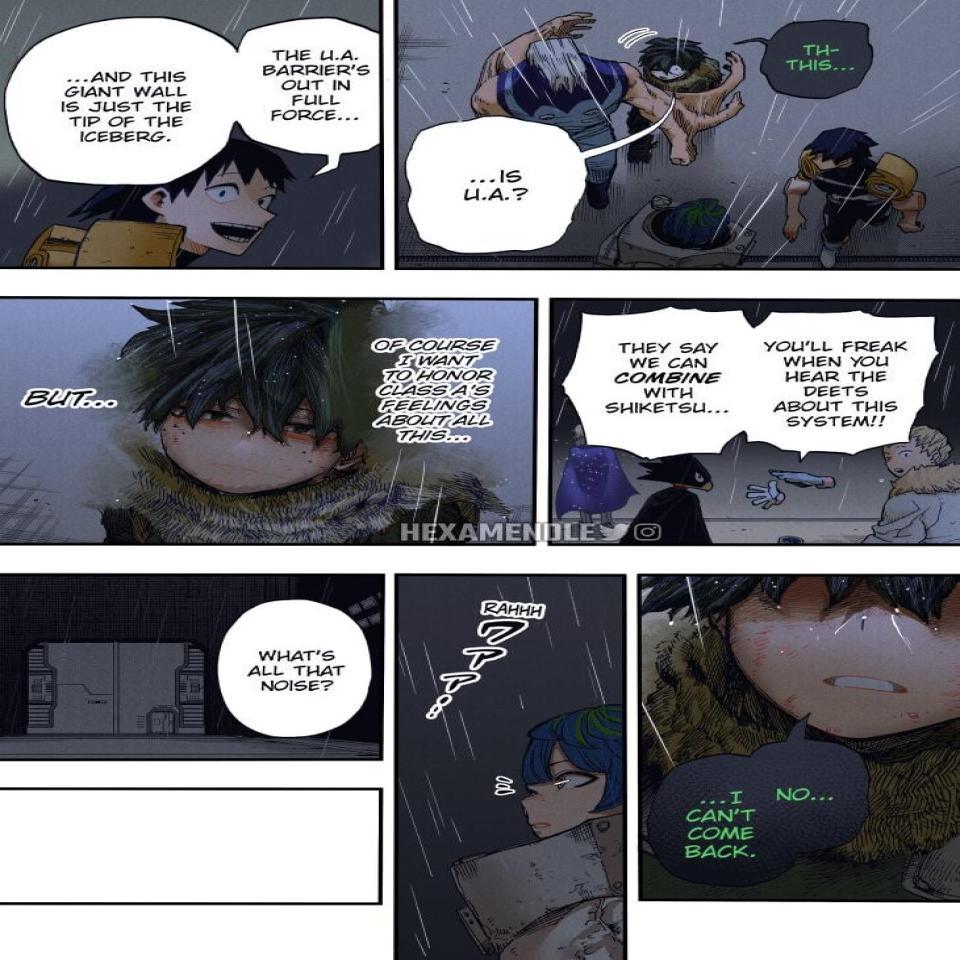 THE U.A.
BARRIER'S
OUT IN
FULL
FORCE...
...AND THIS
GIANT WALL
IS JUST THE
TIP OF THE
ICEBERG.
TH-
THIS...
...IS
U.A.?
OF COURSE
I WANT
TO HONOR
CLASS A'S
FEELINGS
ABOUT ALL
THIS...
BUT...
YOU'LL FREAK
WHEN YOU
HEAR THE
DEETS
ABOUT THIS
SYSTEM!!
THEY SAY
WE CAN
COMBINE
WITH
SHIKETSU...
HEXAMENDLE
WHAT'S
ALL THAT
NOISE?
RAHHH
ワァァ…
NO...
...I
CAN'T
COME
BACK.